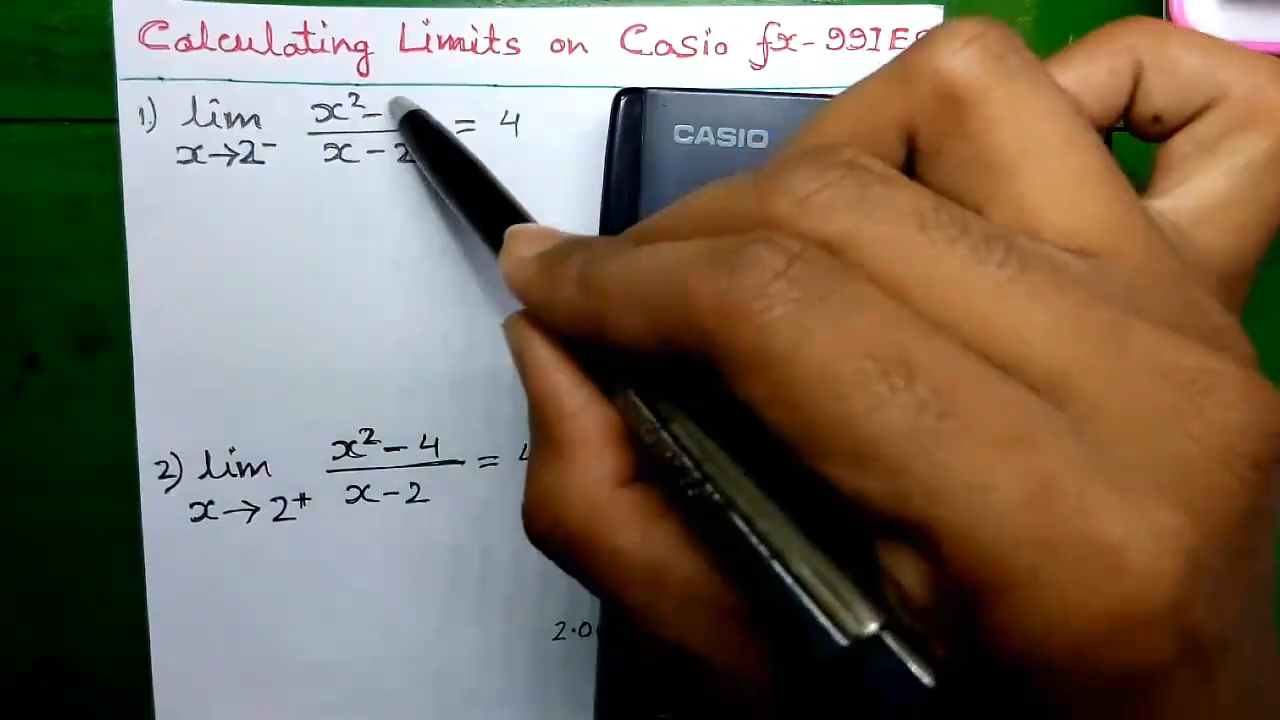 Calculating Limits on Casio fx-991ES
1.) lim x²- = 4
x→2⁻ x-2
CASIO
2) lim x²-4 =
x→2⁺ x-2
2.0